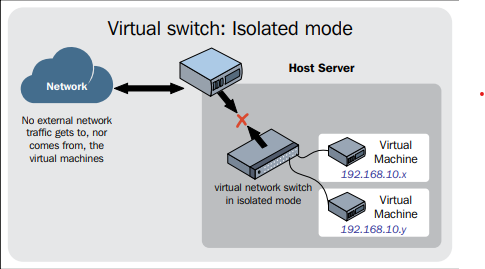 Virtual switch: Isolated mode
Host Server
Network
No external network
traffic gets to, nor
comes from, the
virtual machines
virtual network switch
in isolated mode
Virtual
Machine
192.168.10.x
Virtual
Machine
192.168.10.y